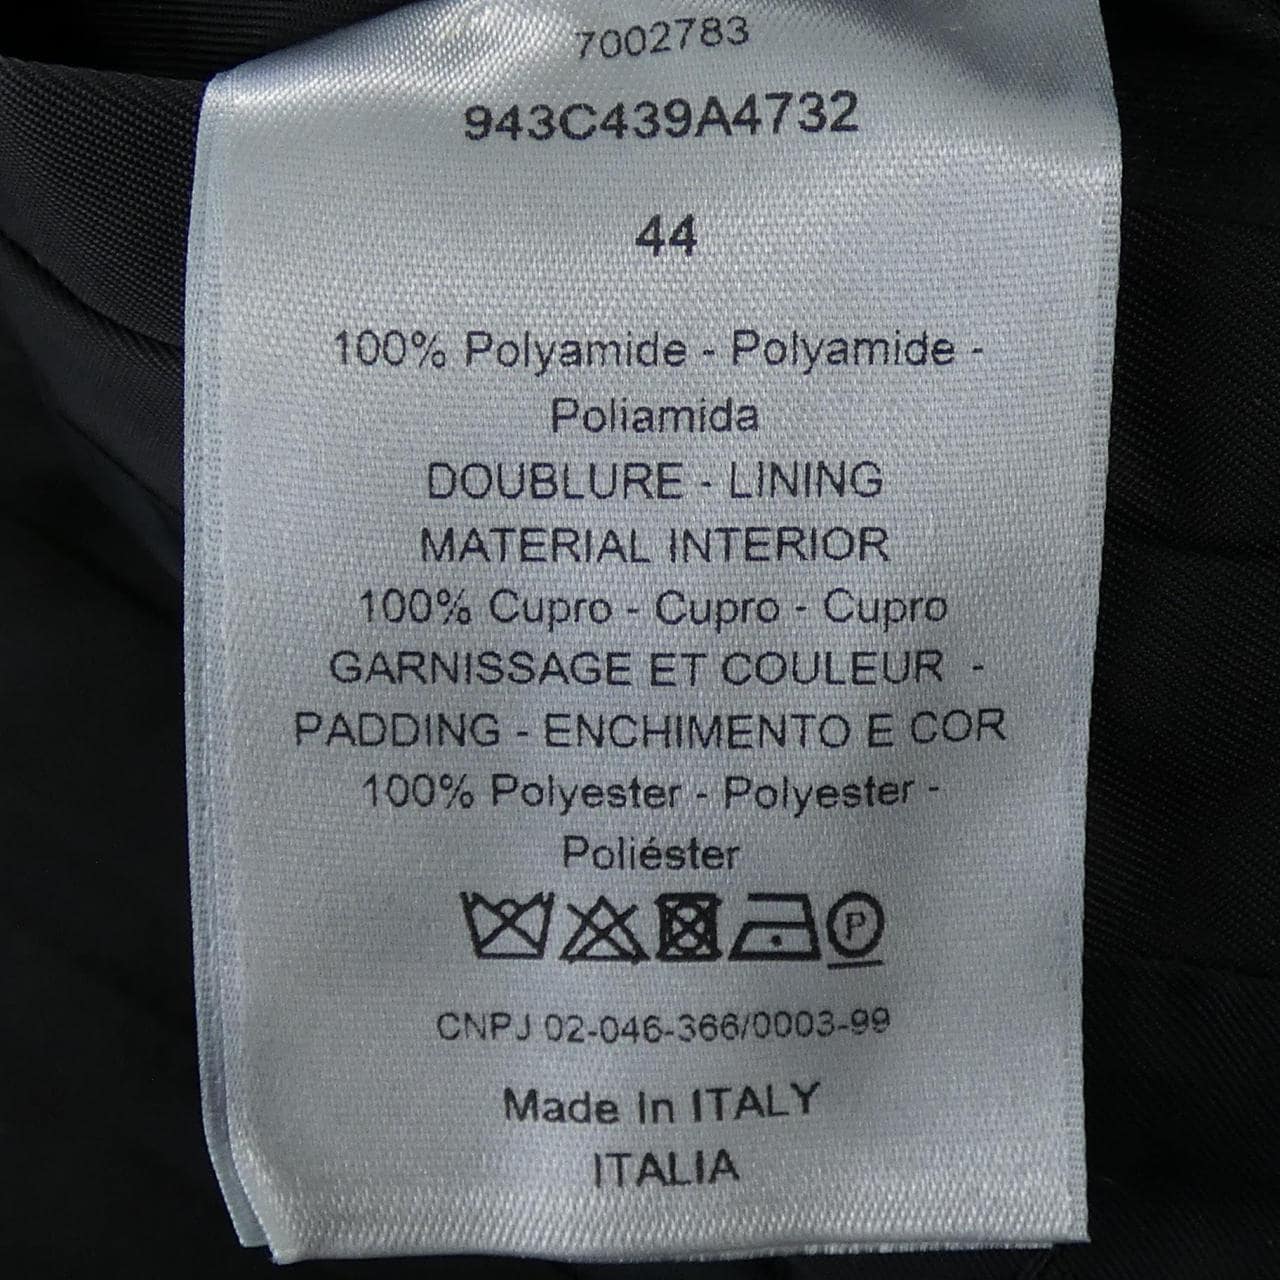 7002783
943C439A4732
44
100% Polyamide - Polyamide -
Poliamida
DOUBLURE - LINING
MATERIAL INTERIOR
100% Cupro - Cupro - Cupro
GARNISSAGE ET COULEUR -
PADDING - ENCHIMENTO E COR
100% Polyester - Polyester -
Poliéster
P
CNPJ 02-046-366/0003-99
Made In ITALY
ITALIA